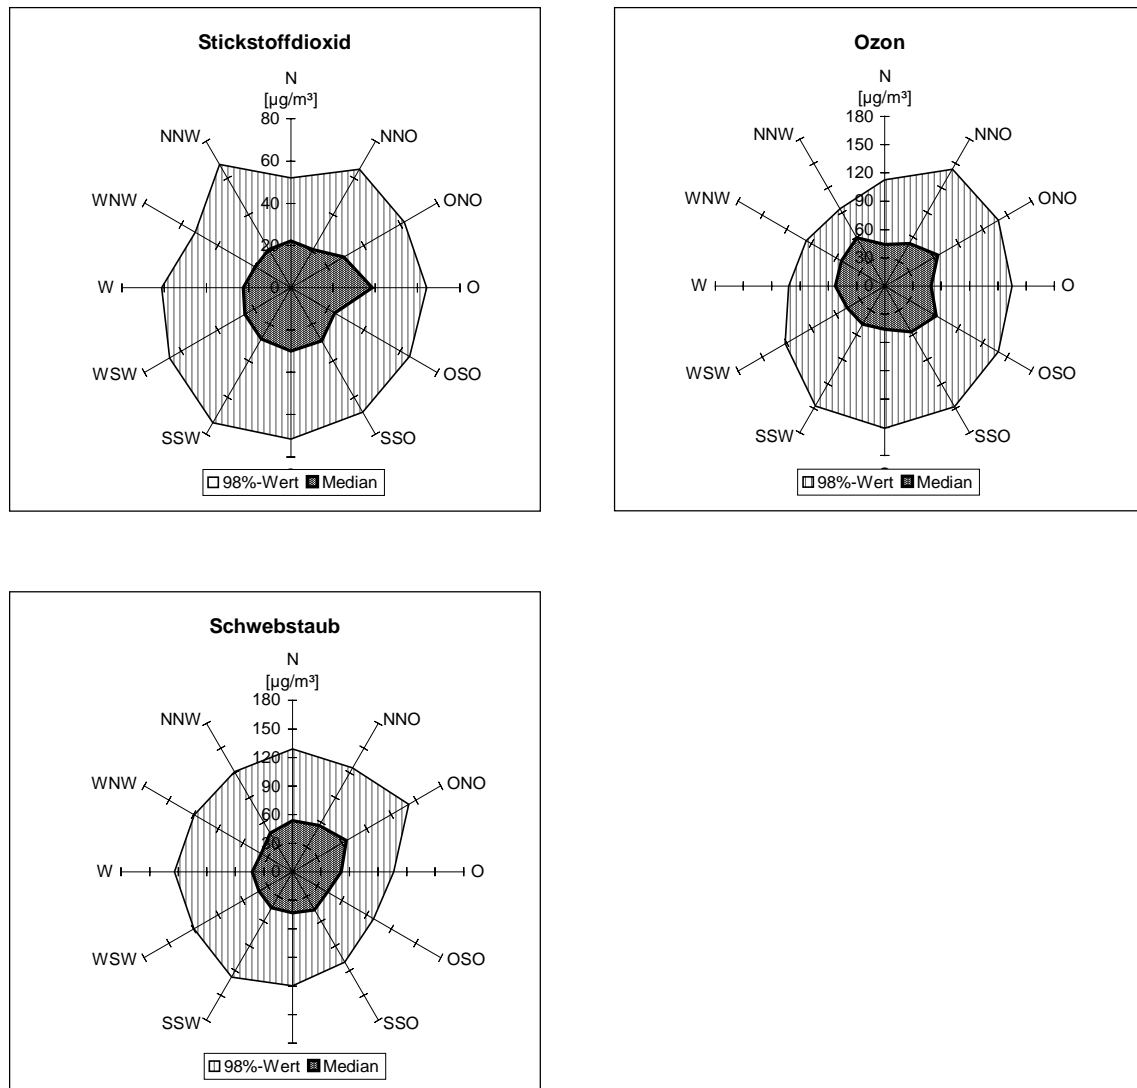 Stickstoffdioxid
N
[µg/m³]
80
60
40
20
0
NNW
NNO
WNW
ONO
W
O
WSW
OSO
SSW
SSO
98%-Wert Median
Ozon
N
[µg/m³]
180
150
120
90
60
30
0
NNW
NNO
WNW
ONO
W
O
WSW
OSO
SSW
SSO
98%-Wert Median
Schwebstaub
N
[µg/m³]
180
150
120
90
60
30
0
NNW
NNO
WNW
ONO
W
O
WSW
OSO
SSW
SSO
98%-Wert Median